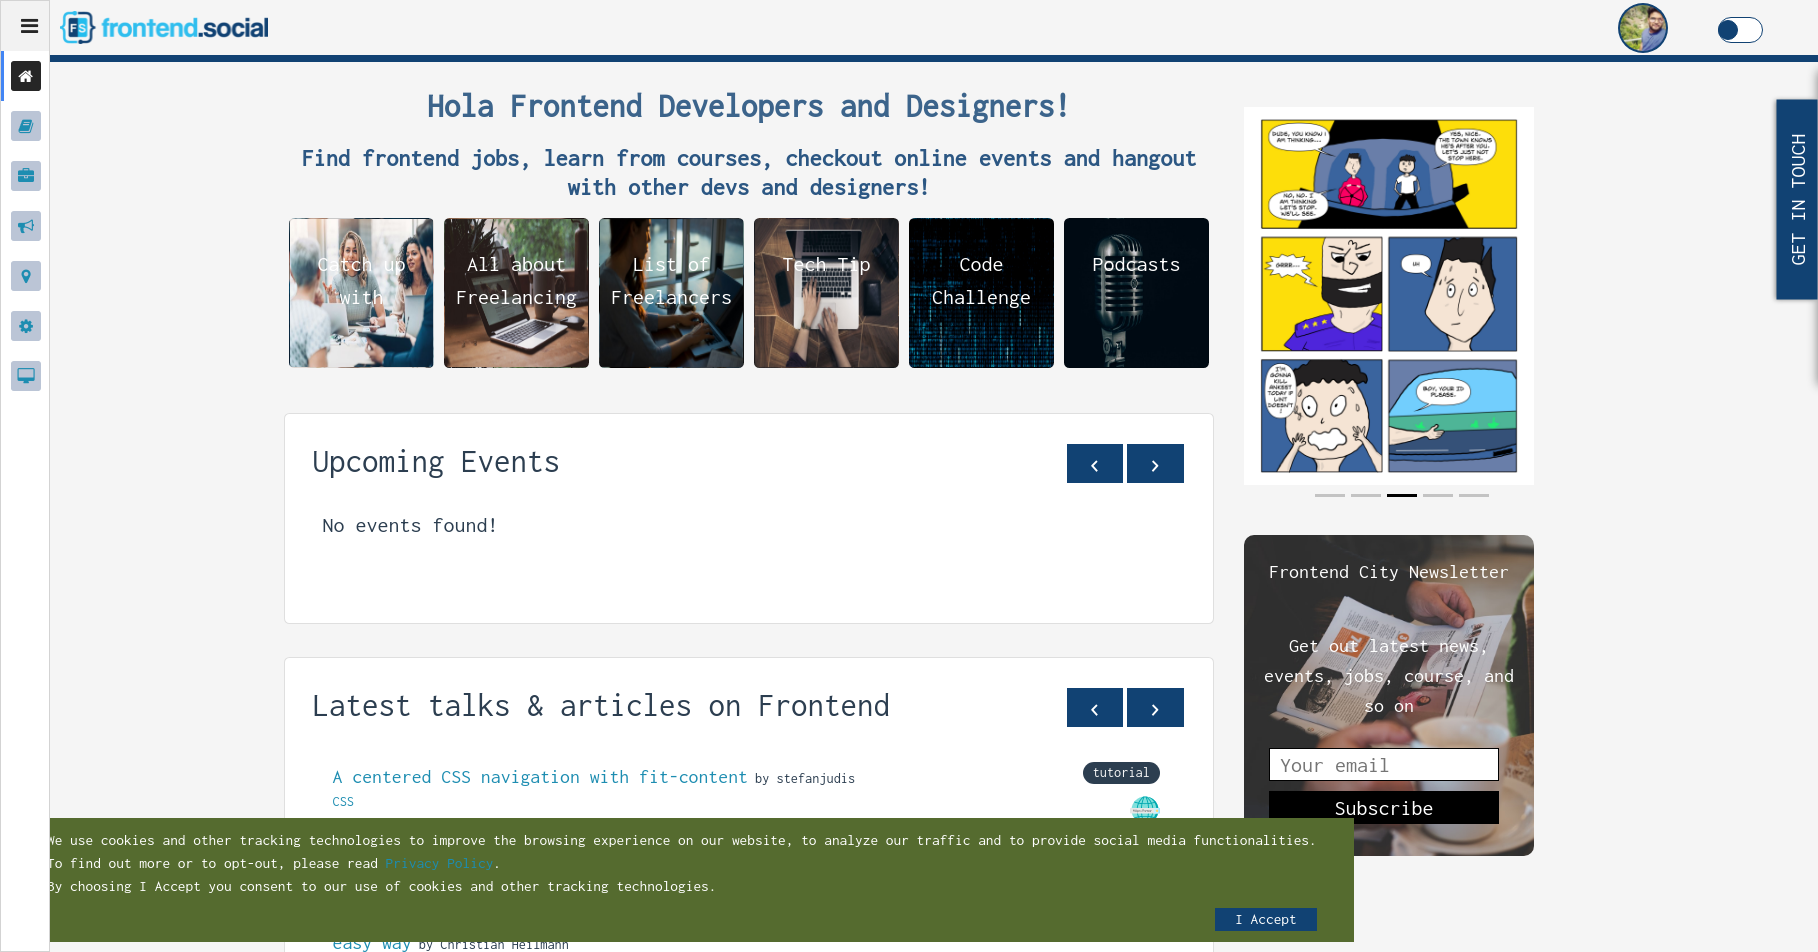 FS frontend.social
Hola Frontend Developers and Designers!
Find frontend jobs, learn from courses, checkout online events and hangout
with other devs and designers!
Catch up
with
All about
Freelancing
List of
Freelancers
Tech Tip
Code
Challenge
Podcasts
DUDE, YOU KNOW I
AM THINKING...
YES, NICE.
THE TOWN KNOWS
HE'S AFTER YOU.
LET'S JUST NOT
STOP HERE.
NO, NO. I
AM THINKING
LET'S STOP.
WE'LL SEE.
GRRR...
UH
I'M
GONNA
KILL
ANKEET
TODAY IF
LINT
DOESN'T
!
BOY, YOUR ID
PLEASE.
GET IN TOUCH
Upcoming Events
No events found!
Latest talks & articles on Frontend
A centered CSS navigation with fit-content by stefanjudis
CSS
tutorial
easy way by Christian Heilmann
Frontend City Newsletter
Get out latest news,
events, jobs, course, and
so on
Your email
Subscribe
We use cookies and other tracking technologies to improve the browsing experience on our website, to analyze our traffic and to provide social media functionalities.
To find out more or to opt-out, please read Privacy Policy.
By choosing I Accept you consent to our use of cookies and other tracking technologies.
I Accept